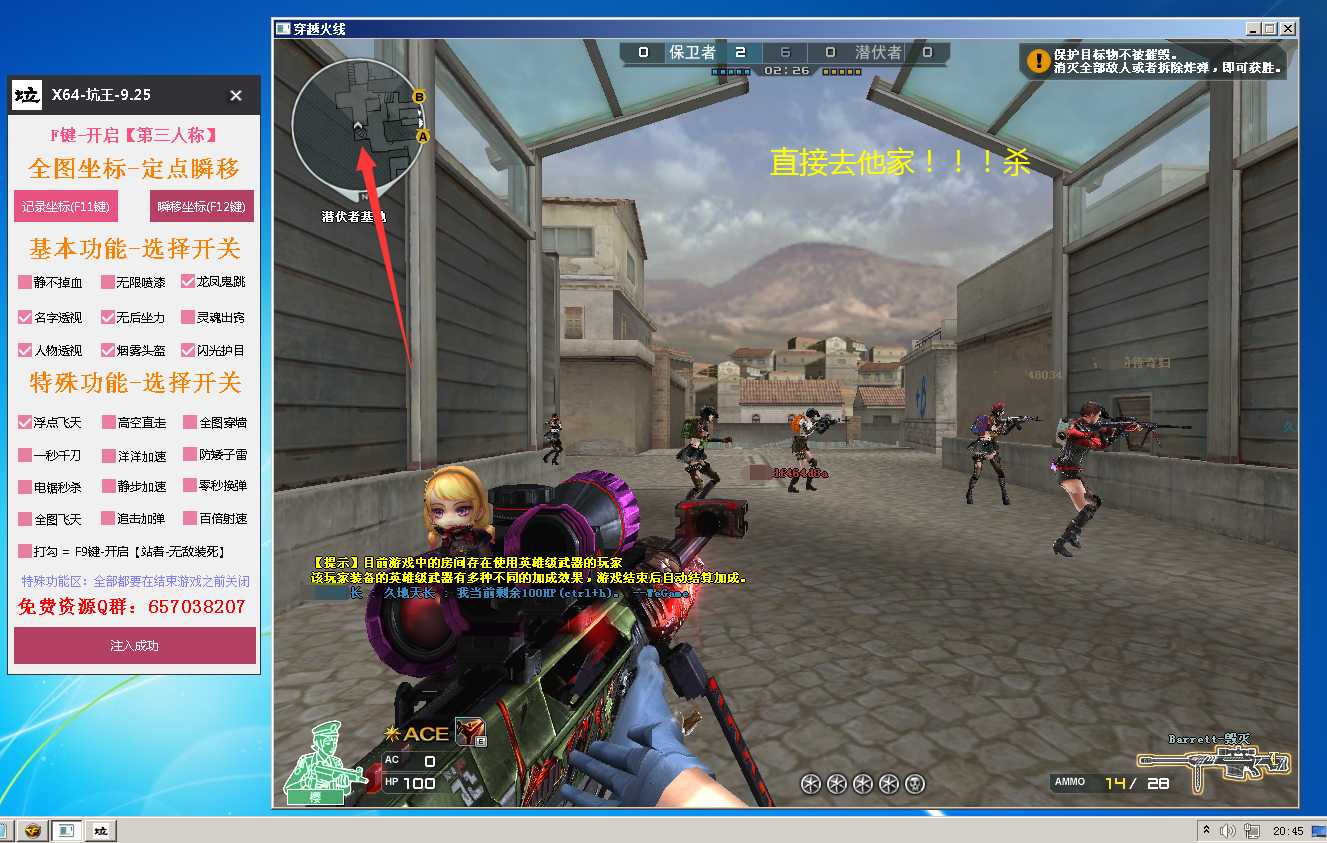 垃 X64-坑王-9.25
F键-开启【第三人称】
全图坐标-定点瞬移
记录坐标(F11键) 瞬移坐标(F12键)
基本功能-选择开关
静不掉血 无限喷漆 龙凤鬼跳
名字透视 无后坐力 灵魂出窍
人物透视 烟雾头盔 闪光护目
特殊功能-选择开关
浮点飞天 高空直走 全图穿墙
一秒千刀 洋洋加速 防矮子雷
电锯秒杀 静步加速 零秒换弹
全图飞天 追击加弹 百倍射速
打勾 = F9键-开启【站着-无敌装死】
特殊功能区：全部都要在结束游戏之前关闭
免费资源Q群：657038207
注入成功
穿越火线
0 保卫者 2 6 0 潜伏者 0
02:26
保护目标物不被摧毁。
消灭全部敌人或者拆除炸弹，即可获胜。
B
A
N
潜伏者基地
直接去他家！！！杀
48034
【提示】目前游戏中的房间存在使用英雄级武器的玩家
该玩家装备的英雄级武器有多种不同的加成效果，游戏结束后自动结算加成。
长 : 久地天长 : 我当前剩余100HP(ctrl+h)。 --WeGame
ACE
E
AC 0
HP 100
樱
Barrett-毁灭
AMMO 14/ 28
垃
20:45